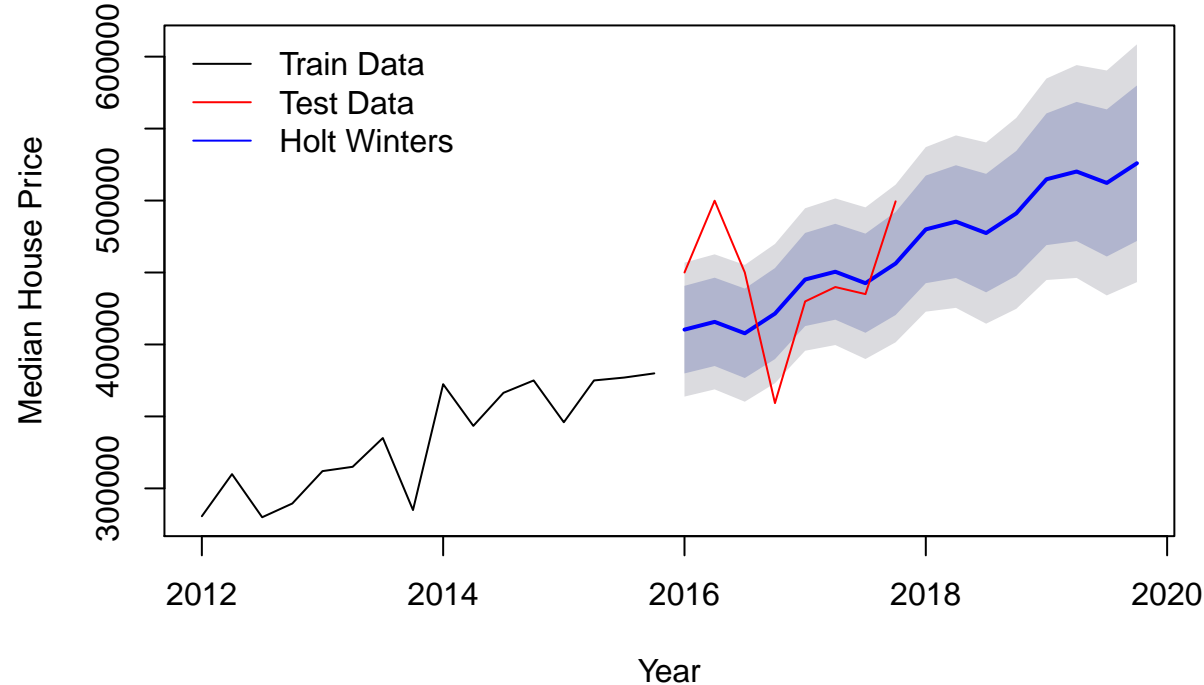 Median House Price
600000
500000
400000
300000
Train Data
Test Data
Holt Winters
2012 2014 2016 2018 2020
Year